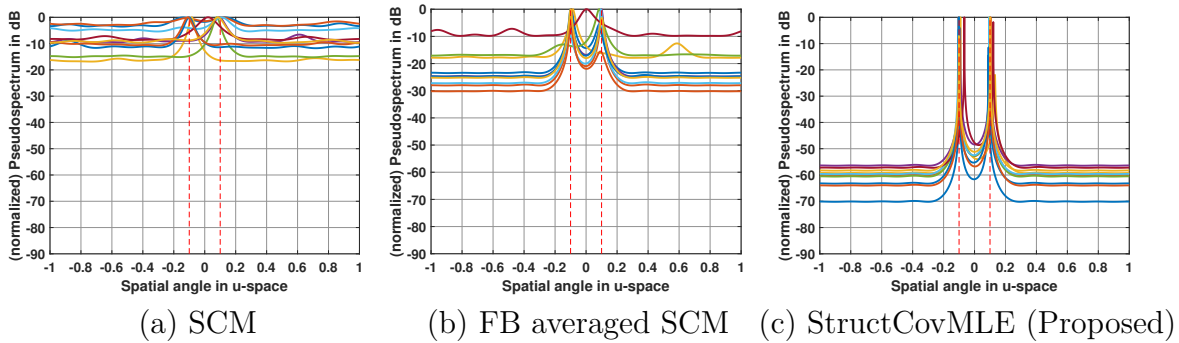 (normalized) Pseudospectrum in dB
0
-10
-20
-30
-40
-50
-60
-70
-80
-90
-1 -0.8 -0.6 -0.4 -0.2 0 0.2 0.4 0.6 0.8 1
Spatial angle in u-space
(a) SCM
(normalized) Pseudospectrum in dB
0
-10
-20
-30
-40
-50
-60
-70
-80
-90
-1 -0.8 -0.6 -0.4 -0.2 0 0.2 0.4 0.6 0.8 1
Spatial angle in u-space
(b) FB averaged SCM
(normalized) Pseudospectrum in dB
0
-10
-20
-30
-40
-50
-60
-70
-80
-90
-1 -0.8 -0.6 -0.4 -0.2 0 0.2 0.4 0.6 0.8 1
Spatial angle in u-space
(c) StructCovMLE (Proposed)